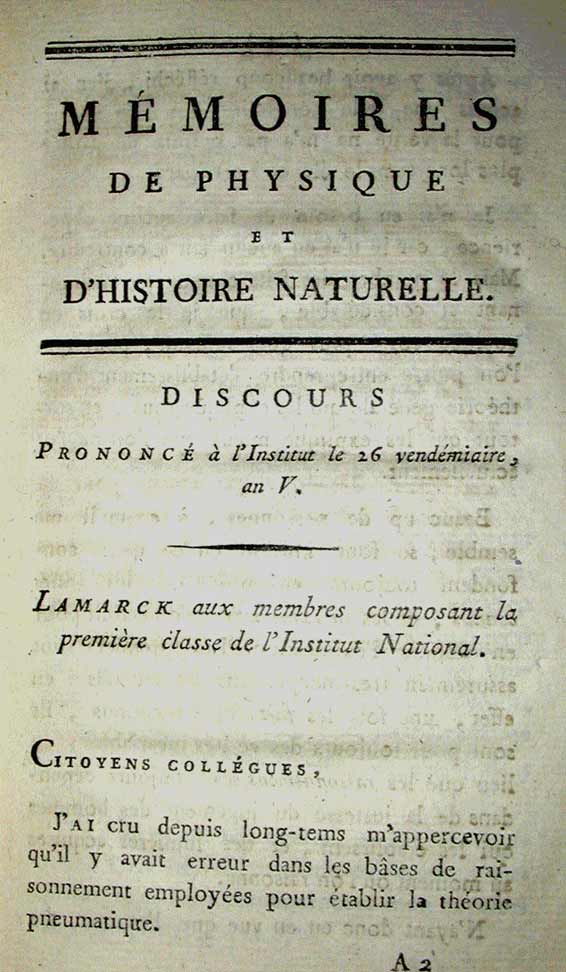 MÉMOIRES
DE PHYSIQUE
ET
D'HISTOIRE NATURELLE.
DISCOURS
PRONONCÉ à l'Institut le 26 vendémiaire,
an V.
LAMARCK aux membres composant la
première classe de l'Institut National.
CITOYENS COLLÉGUES,
J'AI cru depuis long-tems m'appercevoir
qu'il y avait erreur dans les bâses de rai-
sonnement employées pour établir la théorie
pneumatique.
A 2